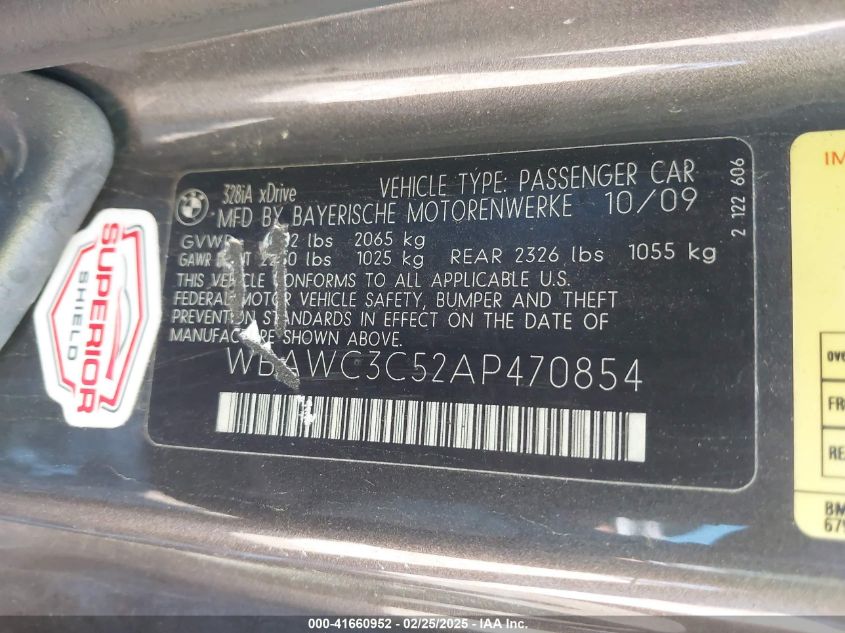 328iA xDrive VEHICLE TYPE: PASSENGER CAR
MFD BY BAYERISCHE MOTORENWERKE 10/09
lbs 2065 kg
GAWR lbs 1025 kg REAR 2326 lbs 1055 kg
THIS VEHICLE CONFORMS TO ALL APPLICABLE U.S.
FEDERAL MOTOR VEHICLE SAFETY, BUMPER AND THEFT
PREVENTION STANDARDS IN EFFECT ON THE DATE OF
MANUFACTURE SHOWN ABOVE.
WBAWC3C52AP470854
2 122 606
SUPERIOR
SHIELD
000-41660952 - 02/25/2025 - IAA, Inc.